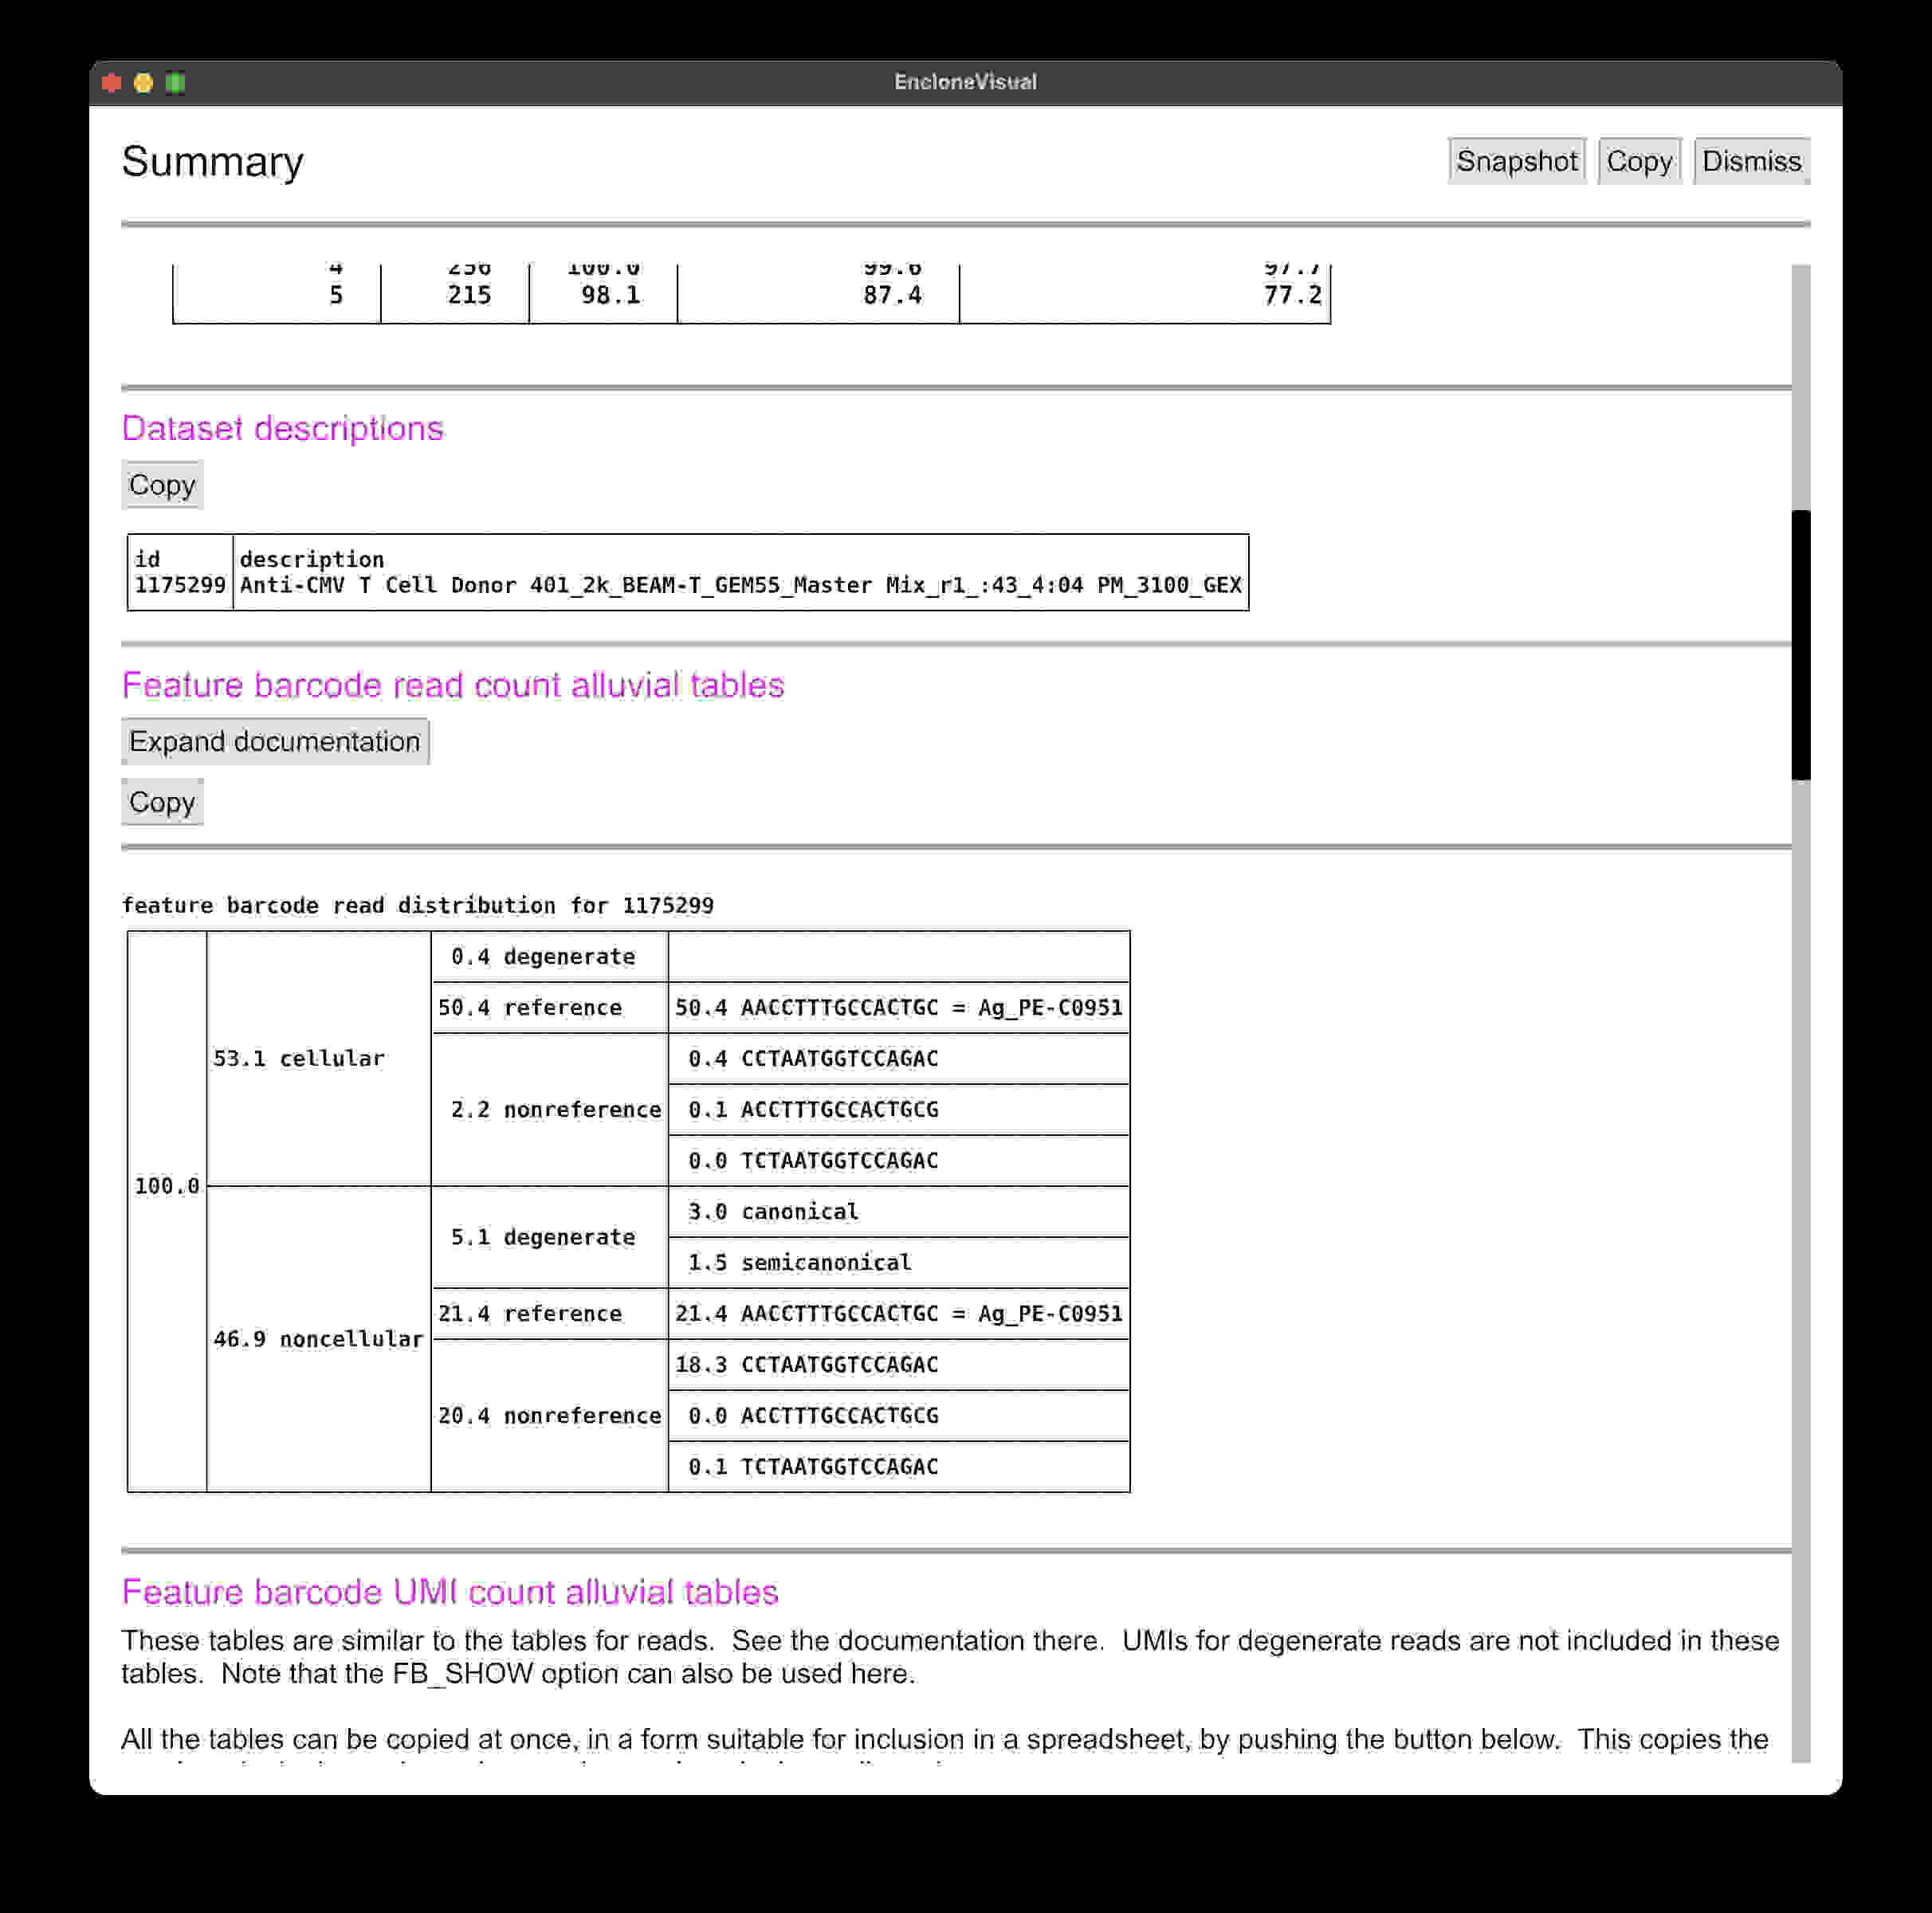 EncloneVisual
Summary
Snapshot Copy Dismiss
4 256 100.0 99.6 97.7
5 215 98.1 87.4 77.2
Dataset descriptions
Copy
id description
1175299 Anti-CMV T Cell Donor 401_2k_BEAM-T_GEM55_Master Mix_r1_:43_4:04 PM_3100_GEX
Feature barcode read count alluvial tables
Expand documentation
Copy
feature barcode read distribution for 1175299
0.4 degenerate
50.4 reference 50.4 AACCTTTGCCACTGC = Ag_PE-C0951
53.1 cellular 0.4 CCTAATGGTCCAGAC
2.2 nonreference 0.1 ACCTTTGCCACTGCG
0.0 TCTAATGGTCCAGAC
100.0
3.0 canonical
5.1 degenerate
1.5 semicanonical
21.4 reference 21.4 AACCTTTGCCACTGC = Ag_PE-C0951
46.9 noncellular
18.3 CCTAATGGTCCAGAC
20.4 nonreference 0.0 ACCTTTGCCACTGCG
0.1 TCTAATGGTCCAGAC
Feature barcode UMI count alluvial tables
These tables are similar to the tables for reads.  See the documentation there.  UMIs for degenerate reads are not included in these
tables.  Note that the FB_SHOW option can also be used here.
All the tables can be copied at once, in a form suitable for inclusion in a spreadsheet, by pushing the button below.  This copies the